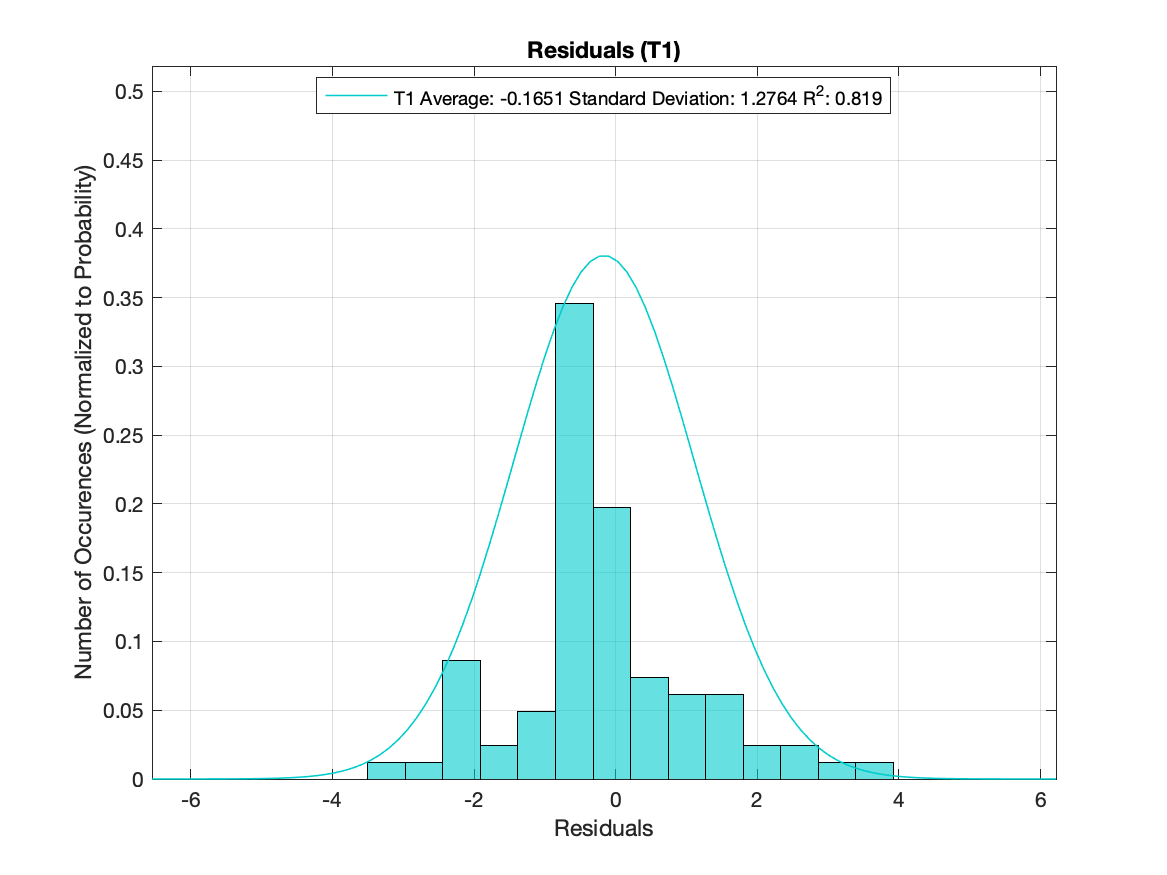 Residuals (T1)
T1 Average: -0.1651 Standard Deviation: 1.2764 R²: 0.819
Number of Occurences (Normalized to Probability)
0.5
0.45
0.4
0.35
0.3
0.25
0.2
0.15
0.1
0.05
0
-6 -4 -2 0 2 4 6
Residuals